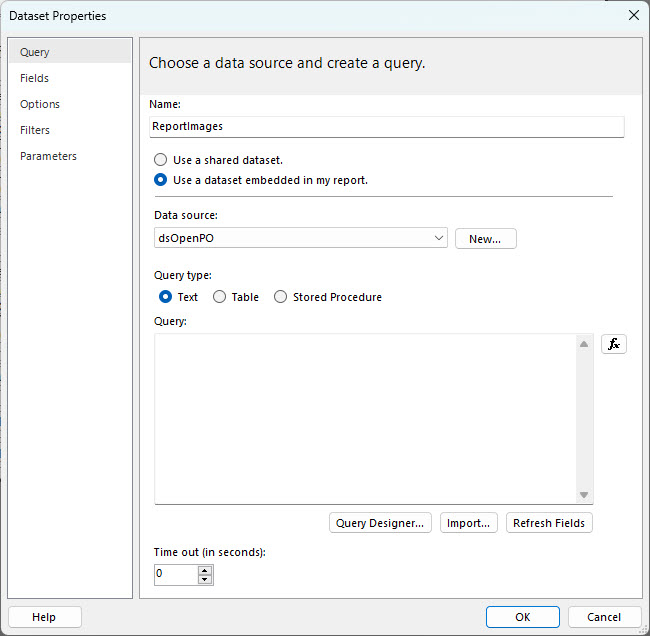 Dataset Properties
Query
Fields
Options
Filters
Parameters
Choose a data source and create a query.
Name:
ReportImages
Use a shared dataset.
Use a dataset embedded in my report.
Data source:
dsOpenPO
New...
Query type:
Text Table Stored Procedure
Query:
fx
Query Designer... Import... Refresh Fields
Time out (in seconds):
0
Help OK Cancel